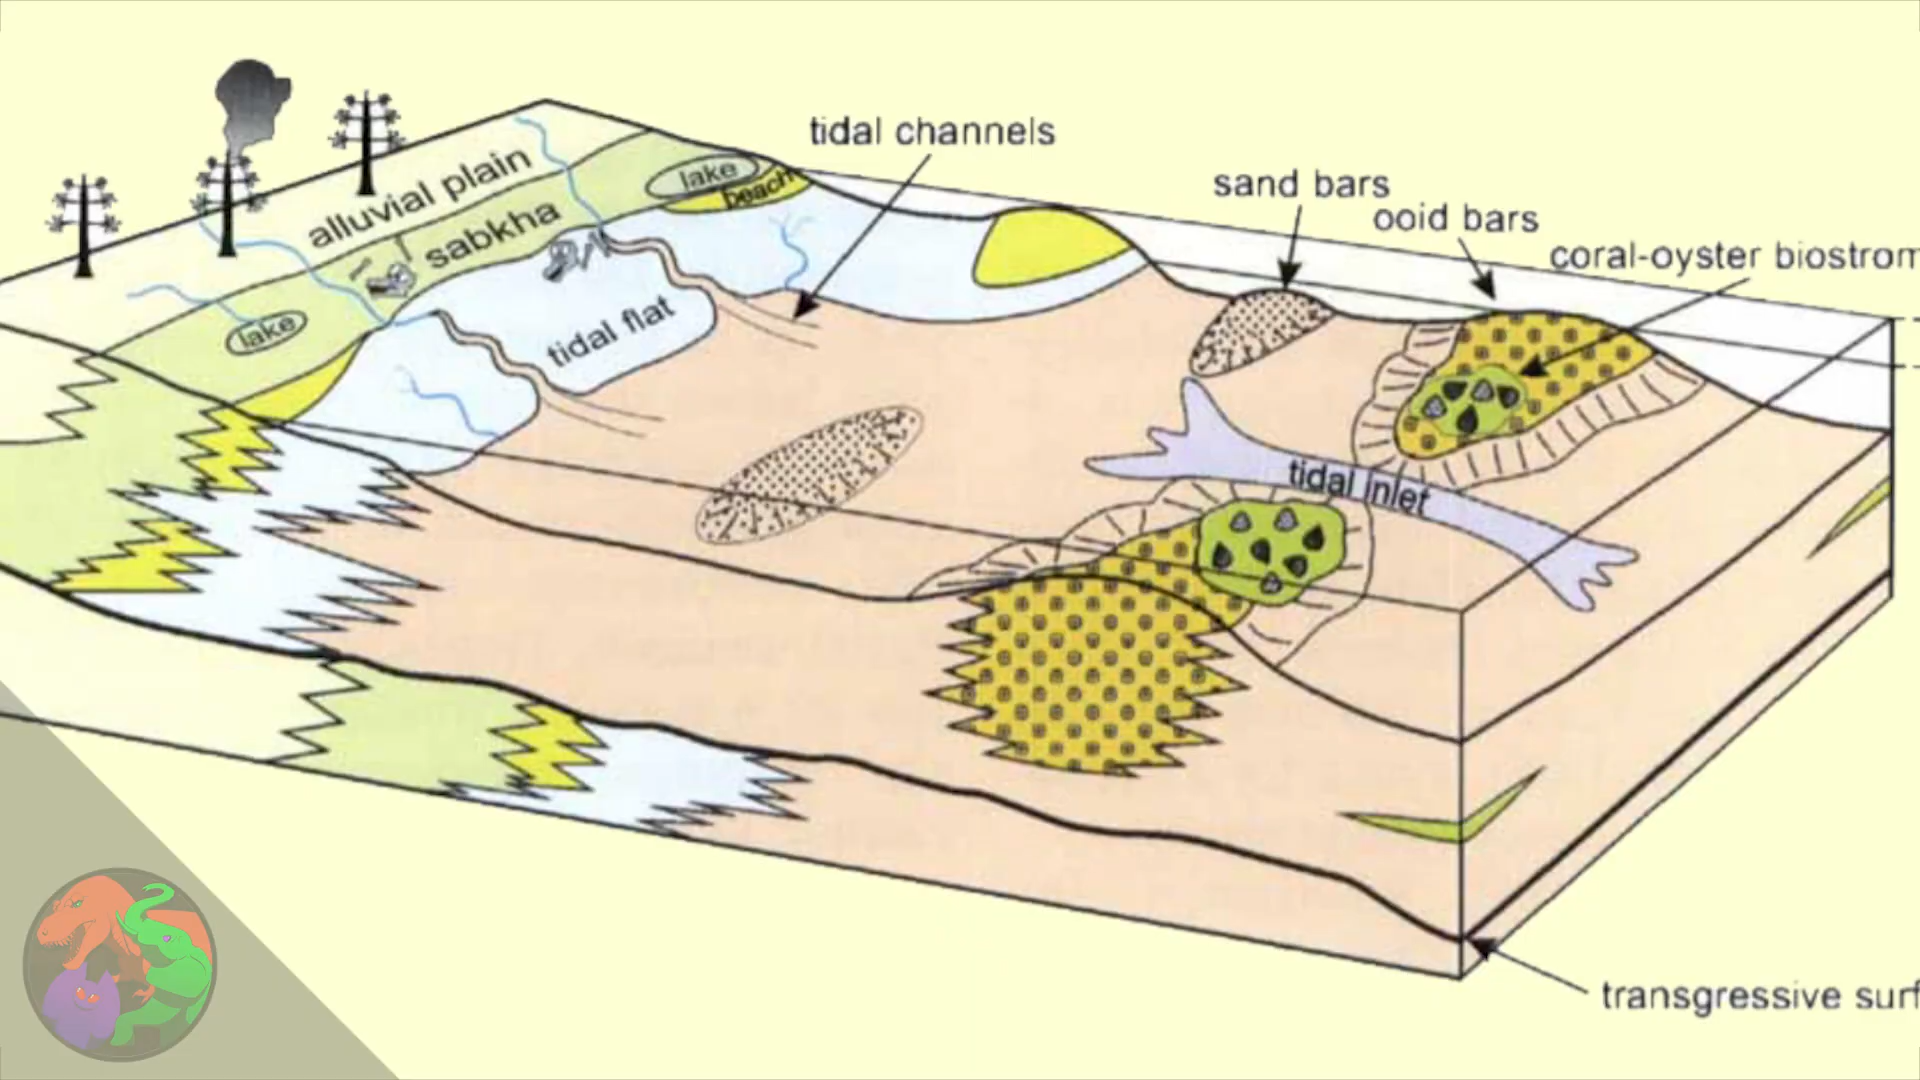 tidal channels
sand bars
ooid bars
coral-oyster biostrom
alluvial plain
lake
beach
sabkha
lake
tidal flat
tidal inlet
transgressive surf